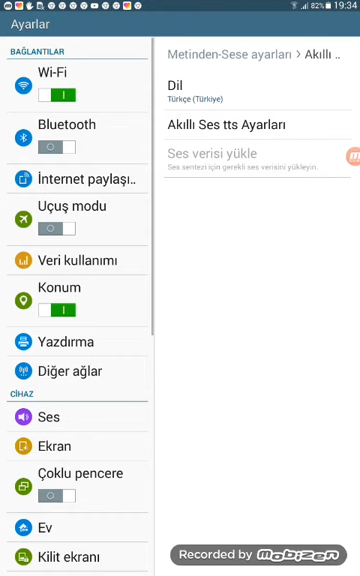 82% 19:34
Ayarlar
BAĞLANTILAR
Wi-Fi
Bluetooth
İnternet paylaşı..
Uçuş modu
Veri kullanımı
Konum
Yazdırma
Diğer ağlar
CİHAZ
Ses
Ekran
Çoklu pencere
Ev
Kilit ekranı
Metinden-Sese ayarları > Akıllı ..
Dil
Türkçe (Türkiye)
Akıllı Ses tts Ayarları
Ses verisi yükle
Ses sentezi için gerekli ses verisini yükleyin.
Recorded by mobizen